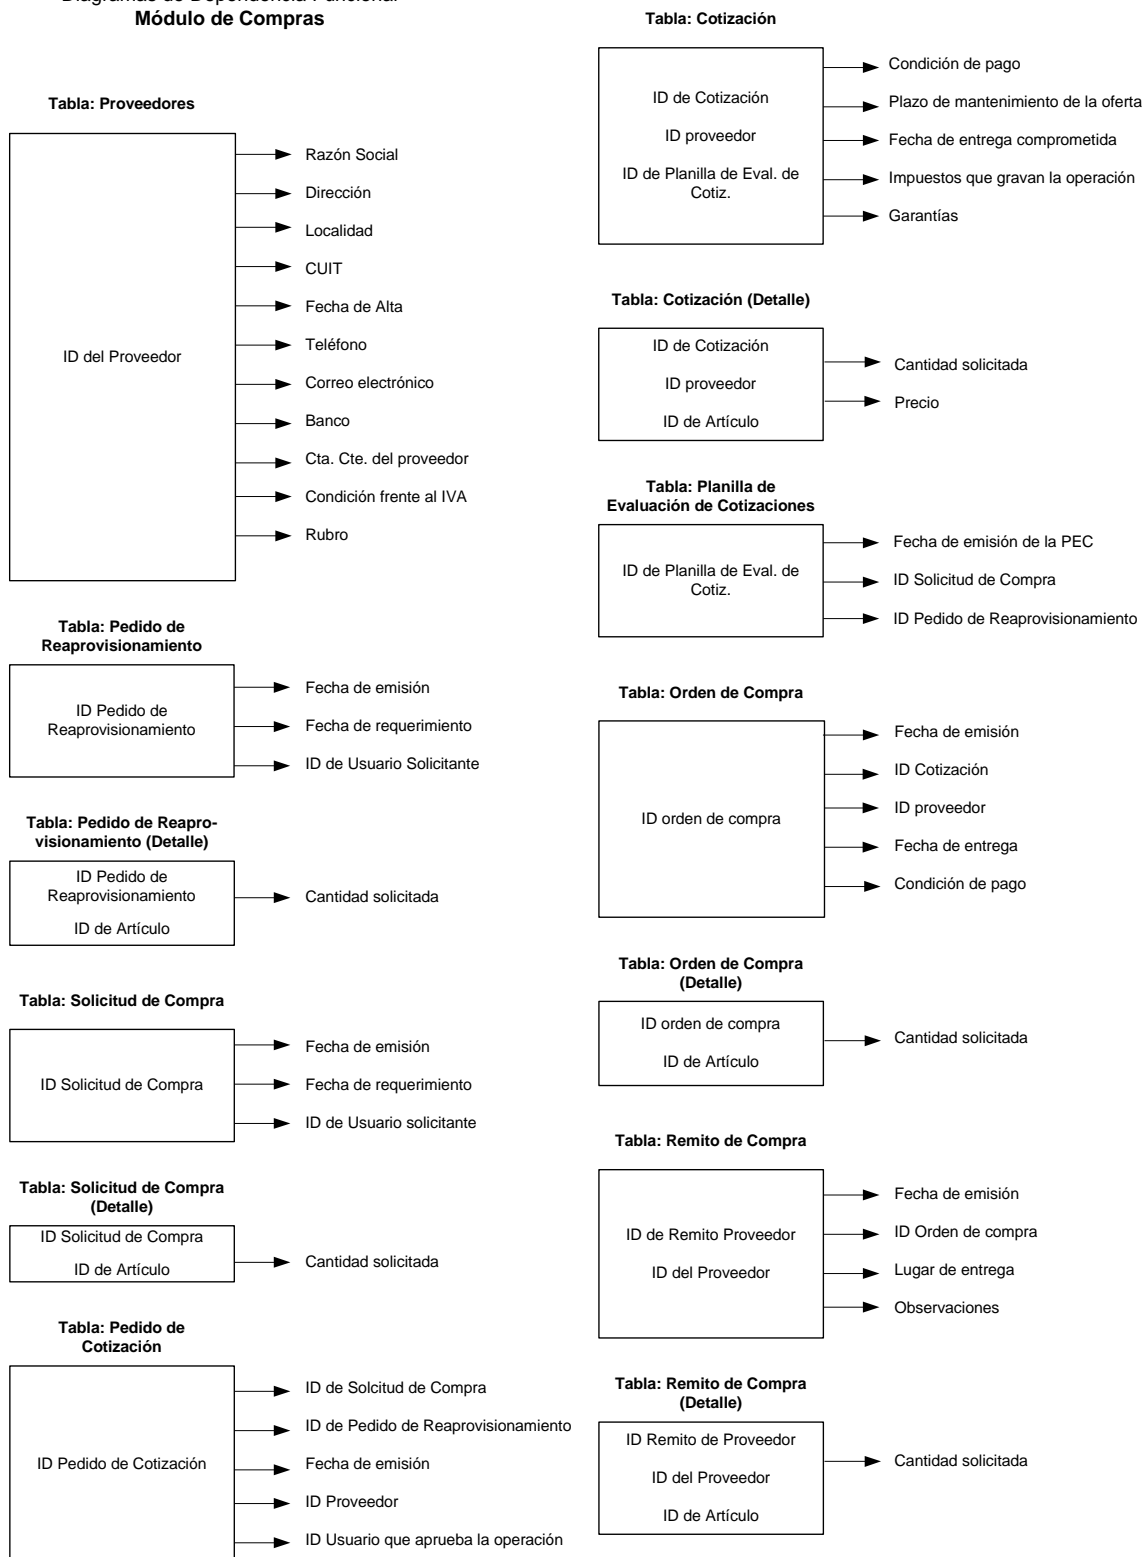 Diagramas de Dependencia Funcional
Módulo de Compras
Tabla: Proveedores
ID del Proveedor
Razón Social
Dirección
Localidad
CUIT
Fecha de Alta
Teléfono
Correo electrónico
Banco
Cta. Cte. del proveedor
Condición frente al IVA
Rubro
Tabla: Pedido de
Reaprovisionamiento
ID Pedido de
Reaprovisionamiento
Fecha de emisión
Fecha de requerimiento
ID de Usuario Solicitante
Tabla: Pedido de Reapro-
visionamiento (Detalle)
ID Pedido de
Reaprovisionamiento
ID de Artículo
Cantidad solicitada
Tabla: Solicitud de Compra
ID Solicitud de Compra
Fecha de emisión
Fecha de requerimiento
ID de Usuario solicitante
Tabla: Solicitud de Compra
(Detalle)
ID Solicitud de Compra
ID de Artículo
Cantidad solicitada
Tabla: Pedido de
Cotización
ID Pedido de Cotización
ID de Solcitud de Compra
ID de Pedido de Reaprovisionamiento
Fecha de emisión
ID Proveedor
ID Usuario que aprueba la operación
Tabla: Cotización
ID de Cotización
ID proveedor
ID de Planilla de Eval. de
Cotiz.
Condición de pago
Plazo de mantenimiento de la oferta
Fecha de entrega comprometida
Impuestos que gravan la operación
Garantías
Tabla: Cotización (Detalle)
ID de Cotización
ID proveedor
ID de Artículo
Cantidad solicitada
Precio
Tabla: Planilla de
Evaluación de Cotizaciones
ID de Planilla de Eval. de
Cotiz.
Fecha de emisión de la PEC
ID Solicitud de Compra
ID Pedido de Reaprovisionamiento
Tabla: Orden de Compra
ID orden de compra
Fecha de emisión
ID Cotización
ID proveedor
Fecha de entrega
Condición de pago
Tabla: Orden de Compra
(Detalle)
ID orden de compra
ID de Artículo
Cantidad solicitada
Tabla: Remito de Compra
ID de Remito Proveedor
ID del Proveedor
Fecha de emisión
ID Orden de compra
Lugar de entrega
Observaciones
Tabla: Remito de Compra
(Detalle)
ID Remito de Proveedor
ID del Proveedor
ID de Artículo
Cantidad solicitada